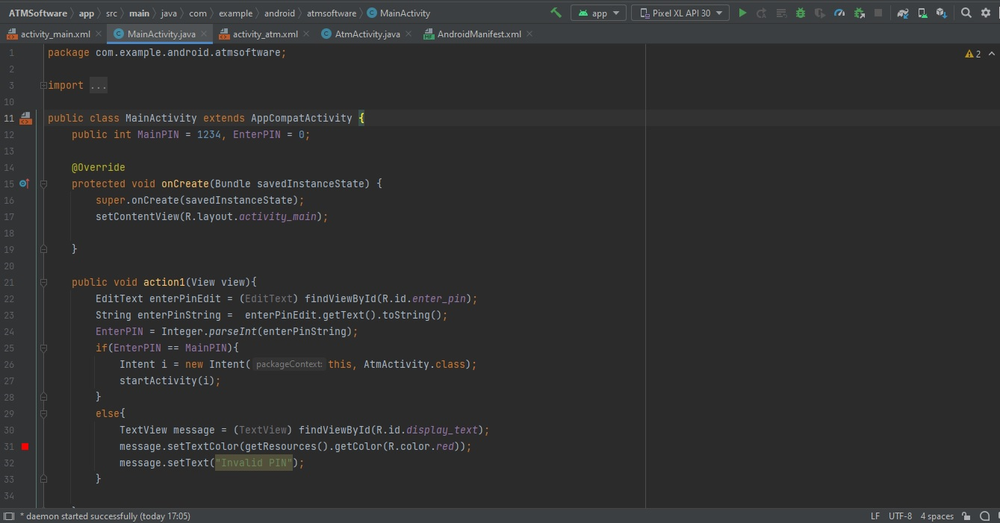 ATMSoftware app src main java com example android atmsoftware MainActivity app Pixel XL API 30
activity_main.xml MainActivity.java activity_atm.xml AtmActivity.java AndroidManifest.xml
1 package com.example.android.atmsoftware; 2
2
3 import ...
10
11 public class MainActivity extends AppCompatActivity {
12     public int MainPIN = 1234, EnterPIN = 0;
13
14     @Override
15     protected void onCreate(Bundle savedInstanceState) {
16         super.onCreate(savedInstanceState);
17         setContentView(R.layout.activity_main);
18
19     }
20
21     public void action1(View view){
22         EditText enterPinEdit = (EditText) findViewById(R.id.enter_pin);
23         String enterPinString =  enterPinEdit.getText().toString();
24         EnterPIN = Integer.parseInt(enterPinString);
25         if(EnterPIN == MainPIN){
26             Intent i = new Intent( packageContext: this, AtmActivity.class);
27             startActivity(i);
28         }
29         else{
30             TextView message = (TextView) findViewById(R.id.display_text);
31             message.setTextColor(getResources().getColor(R.color.red));
32             message.setText("Invalid PIN");
33         }
34
* daemon started successfully (today 17:05) LF UTF-8 4 spaces